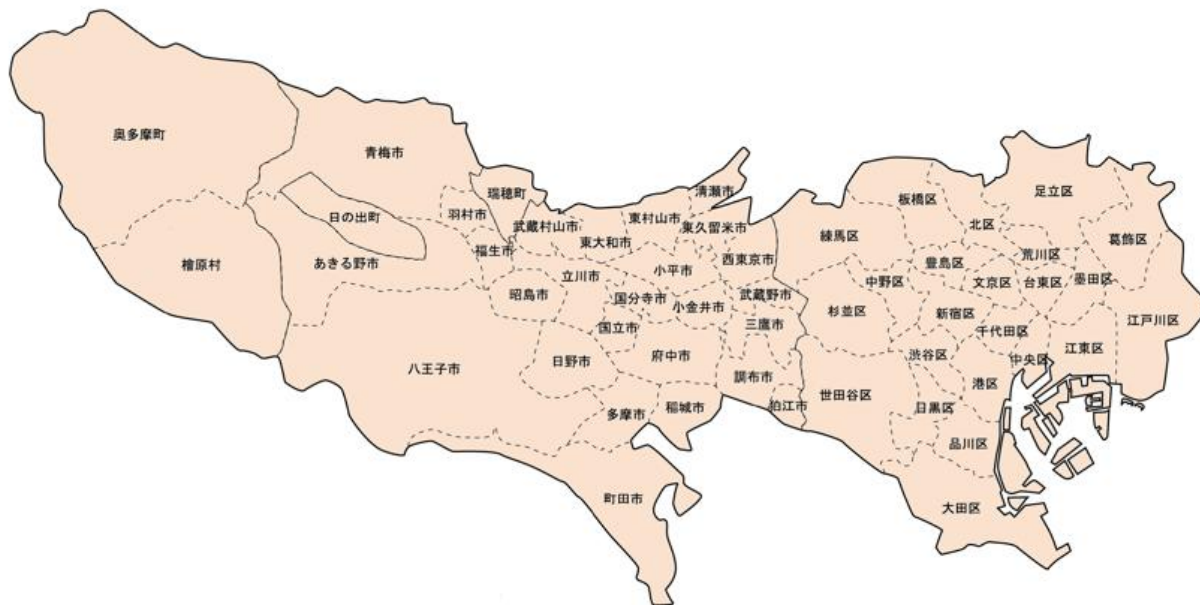 奥多摩町
青梅市
瑞穂町
羽村市
日の出町
檜原村
あきる野市
福生市
武蔵村山市
東大和市
東村山市
清瀬市
東久留米市
西東京市
小平市
立川市
昭島市
国分寺市
小金井市
武蔵野市
三鷹市
国立市
府中市
日野市
八王子市
調布市
狛江市
稲城市
多摩市
町田市
板橋区
足立区
北区
練馬区
葛飾区
荒川区
豊島区
中野区
文京区
台東区
墨田区
杉並区
新宿区
千代田区
江戸川区
江東区
中央区
渋谷区
港区
世田谷区
目黒区
品川区
大田区